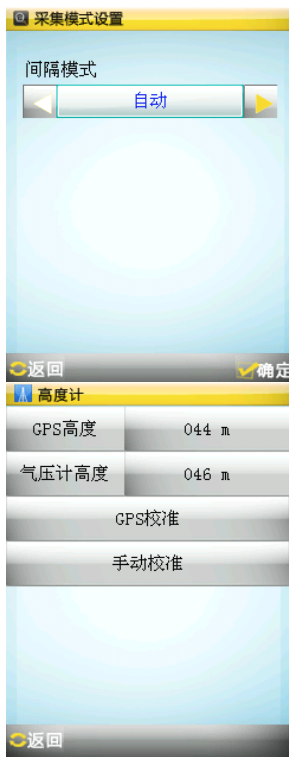 采集模式设置
间隔模式
自动
返回 确定
高度计
GPS高度 044 m
气压计高度 046 m
GPS校准
手动校准
返回